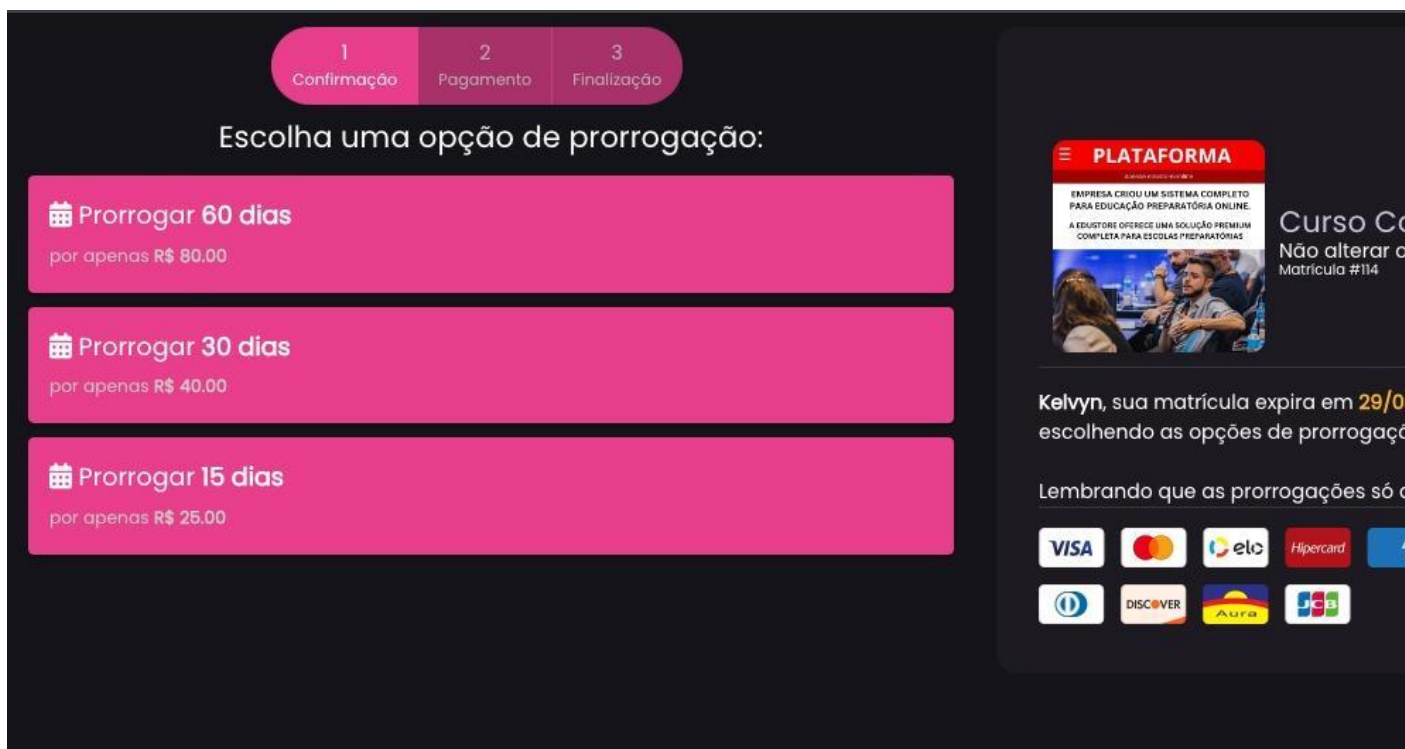 1
Confirmação
2
Pagamento
3
Finalização
Escolha uma opção de prorrogação:
Prorrogar 60 dias
por apenas R$ 80.00
Prorrogar 30 dias
por apenas R$ 40.00
Prorrogar 15 dias
por apenas R$ 25.00
PLATAFORMA
EMPRESA CRIOU UM SISTEMA COMPLETO
PARA EDUCAÇÃO PREPARATÓRIA ONLINE.
A EDUSTORE OFERECE UMA SOLUÇÃO PREMIUM
COMPLETA PARA ESCOLAS PREPARATÓRIAS
Curso
Não alterar
Matrícula #114
Kelvyn, sua matrícula expira em 29/0
escolhendo as opções de
Lembrando que as prorrogações só
VISA
elo
Hipercard
DISCOVER
Aura
JCB